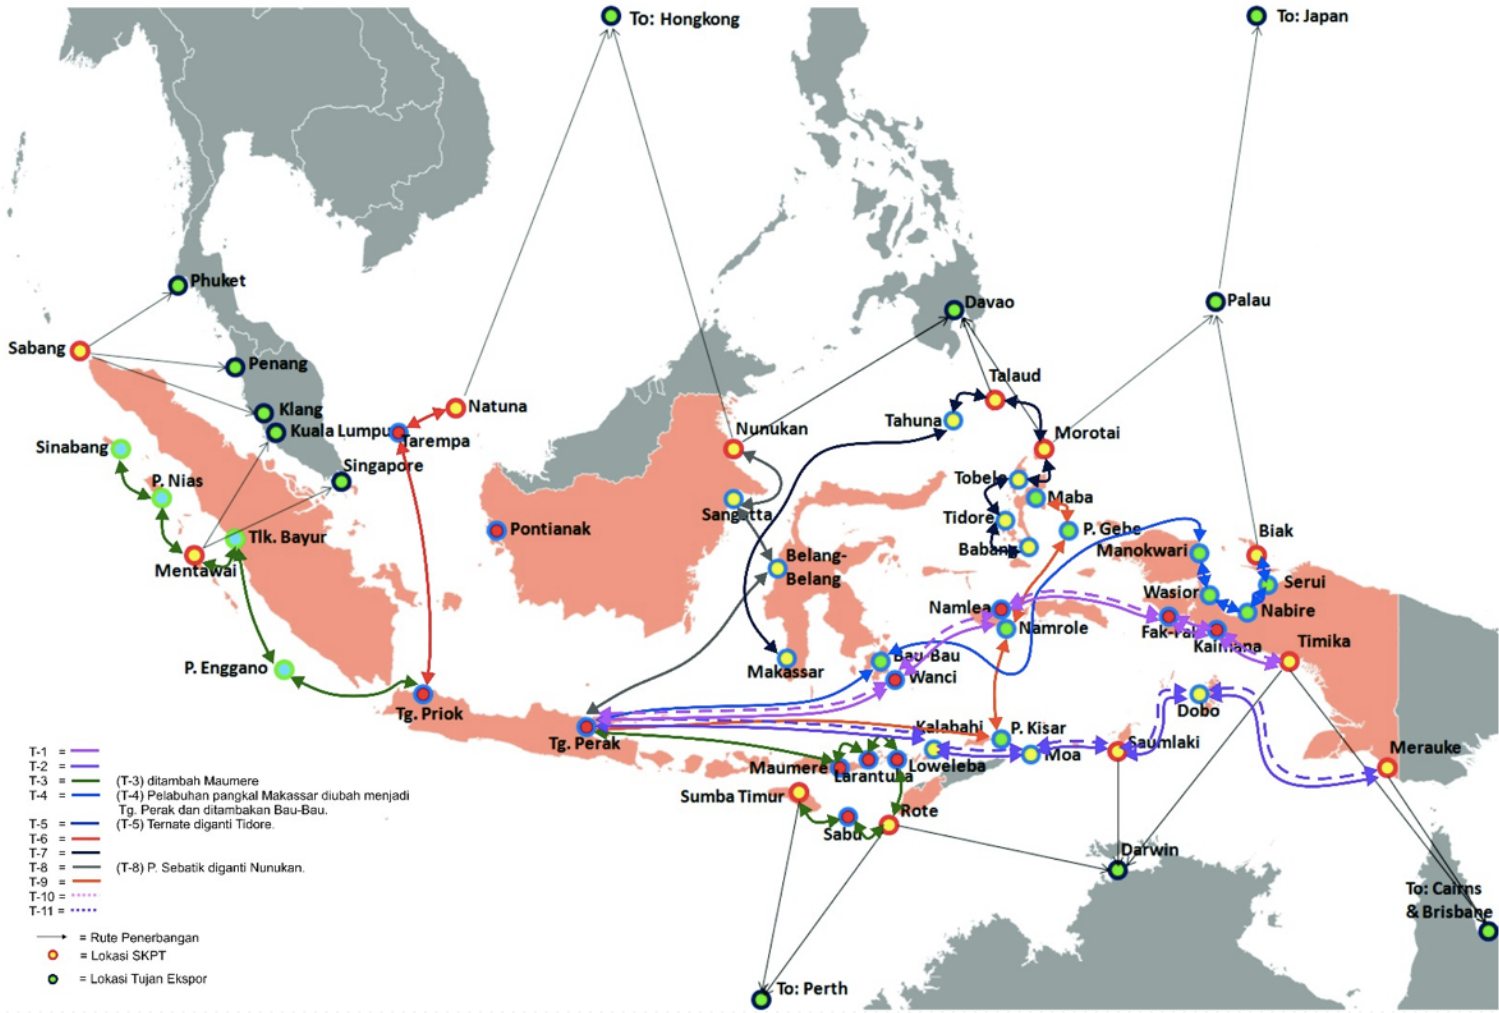 To: Hongkong
To: Japan
Phuket
Davao
Palau
Sabang
Penang
Talaud
Klang
Natuna
Kuala Lumpu
Tarempa
Tahuna
Nunukan
Morotai
Sinabang
Singapore
P. Nias
Tobelo
Maba
Sangatta
Tidore
Pontianak
P. Gebe
Biak
Tlk. Bayur
Babang
Manokwari
Belang-
Belang
Mentawai
Serui
Wasior
Namlea
Nabire
Namrole
Fak-Fak
Kaimana
Timika
Bau Bau
P. Enggano
Makassar
Wanci
Tg. Priok
Dobo
Kalabahi
P. Kisar
Tg. Perak
Saumlaki
Merauke
Moa
Maumere
Larantuka
Loweleba
Sumba Timur
Rote
Sabu
Darwin
To: Cairns
& Brisbane
To: Perth
T-1 =
T-2 =
T-3 = (T-3) ditambah Maumere
T-4 = (T-4) Pelabuhan pangkal Makassar diubah menjadi
Tg. Perak dan ditambakan Bau-Bau.
T-5 = (T-5) Ternate diganti Tidore.
T-6 =
T-7 =
T-8 = (T-8) P. Sebatik diganti Nunukan.
T-9 =
T-10 =
T-11 =
= Rute Penerbangan
= Lokasi SKPT
= Lokasi Tujan Ekspor